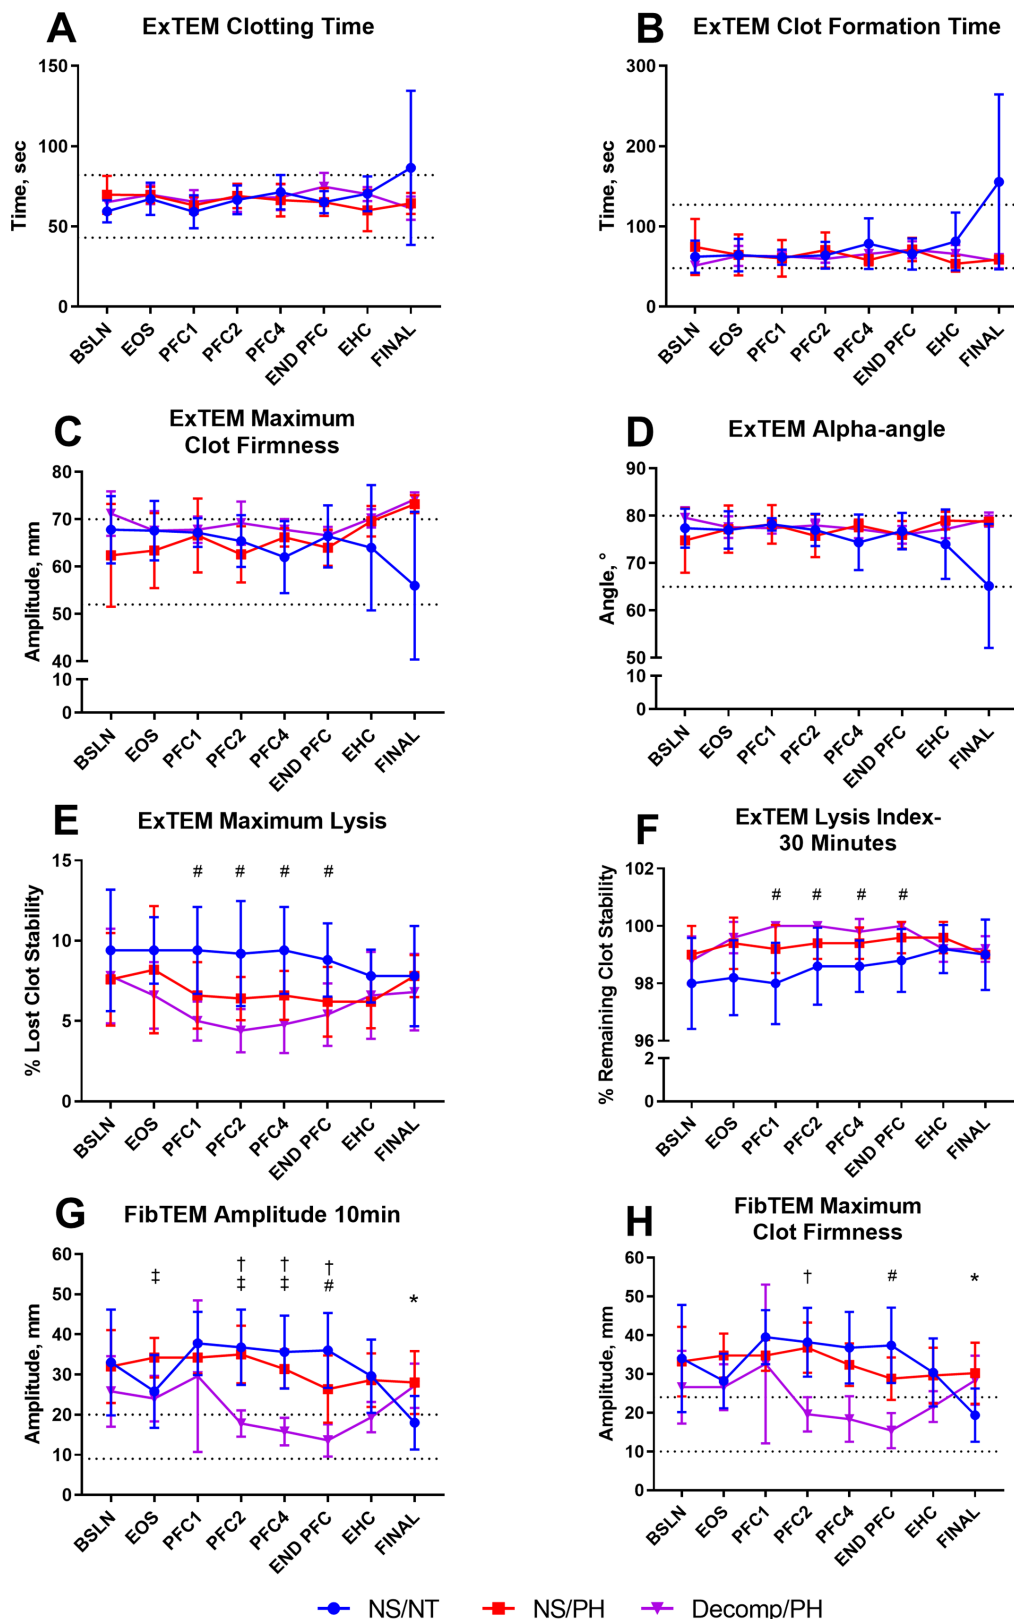 A
ExTEM Clotting Time
Time, sec
150
100
50
0
BSLN
EOS
PFC1
PFC2
PFC4
END PFC
EHC
FINAL
B
ExTEM Clot Formation Time
Time, sec
300
200
100
0
BSLN
EOS
PFC1
PFC2
PFC4
END PFC
EHC
FINAL
C
ExTEM Maximum
Clot Firmness
Amplitude, mm
80
70
60
50
40
10
0
BSLN
EOS
PFC1
PFC2
PFC4
END PFC
EHC
FINAL
D
ExTEM Alpha-angle
Angle, °
90
80
70
60
50
10
0
BSLN
EOS
PFC1
PFC2
PFC4
END PFC
EHC
FINAL
E
ExTEM Maximum Lysis
% Lost Clot Stability
15
10
5
0
# # # #
BSLN
EOS
PFC1
PFC2
PFC4
END PFC
EHC
FINAL
F
ExTEM Lysis Index-
30 Minutes
% Remaining Clot Stability
102
100
98
96
2
0
# # # #
BSLN
EOS
PFC1
PFC2
PFC4
END PFC
EHC
FINAL
G
FibTEM Amplitude 10min
Amplitude, mm
60
50
40
30
20
10
0
† † †
‡ ‡ ‡ #
*
BSLN
EOS
PFC1
PFC2
PFC4
END PFC
EHC
FINAL
H
FibTEM Maximum
Clot Firmness
Amplitude, mm
60
50
40
30
20
10
0
† # *
BSLN
EOS
PFC1
PFC2
PFC4
END PFC
EHC
FINAL
NS/NT NS/PH Decomp/PH